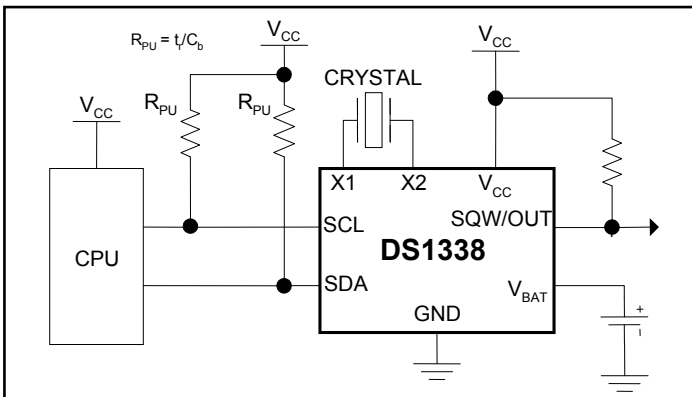 R_PU = t_r/C_b
V_CC
V_CC
V_CC
R_PU
R_PU
CRYSTAL
X1
X2
V_CC
SCL
SQW/OUT
CPU
DS1338
SDA
V_BAT
GND
+
–